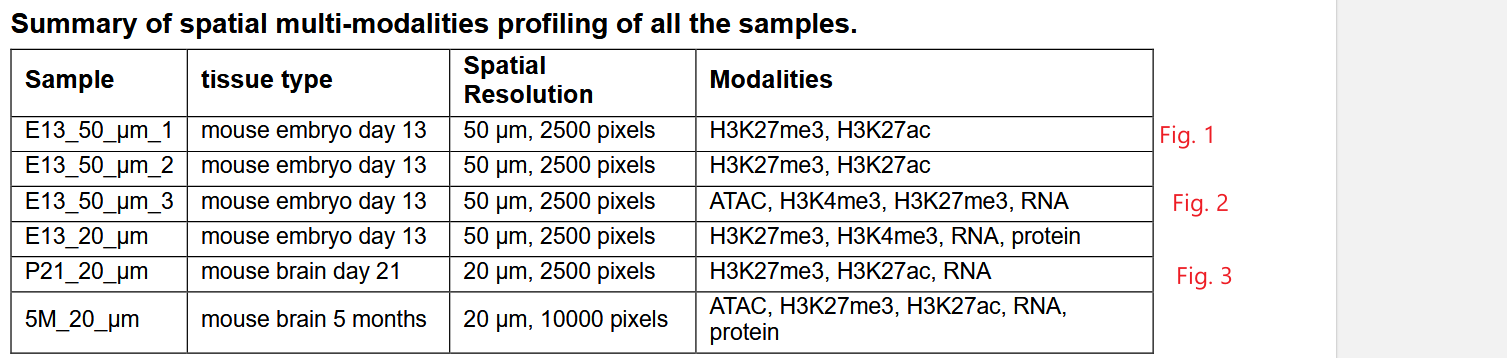 Summary of spatial multi-modalities profiling of all the samples.
Sample tissue type Spatial Resolution Modalities
E13_50_μm_1 mouse embryo day 13 50 μm, 2500 pixels H3K27me3, H3K27ac Fig. 1
E13_50_μm_2 mouse embryo day 13 50 μm, 2500 pixels H3K27me3, H3K27ac
E13_50_μm_3 mouse embryo day 13 50 μm, 2500 pixels ATAC, H3K4me3, H3K27me3, RNA Fig. 2
E13_20_μm mouse embryo day 13 50 μm, 2500 pixels H3K27me3, H3K4me3, RNA, protein
P21_20_μm mouse brain day 21 20 μm, 2500 pixels H3K27me3, H3K27ac, RNA Fig. 3
5M_20_μm mouse brain 5 months 20 μm, 10000 pixels ATAC, H3K27me3, H3K27ac, RNA,
protein